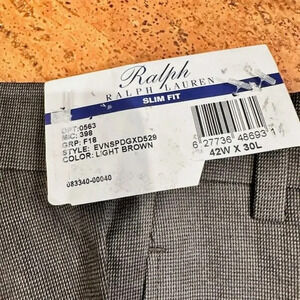 Ralph
RALPH LAUREN
SLIM FIT
DPT:0563
MIC: 398
GRP: F16
STYLE: EVNSPDGXD529
COLOR: LIGHT BROWN
6 27736 48693 1
42W X 30L
083340-00040